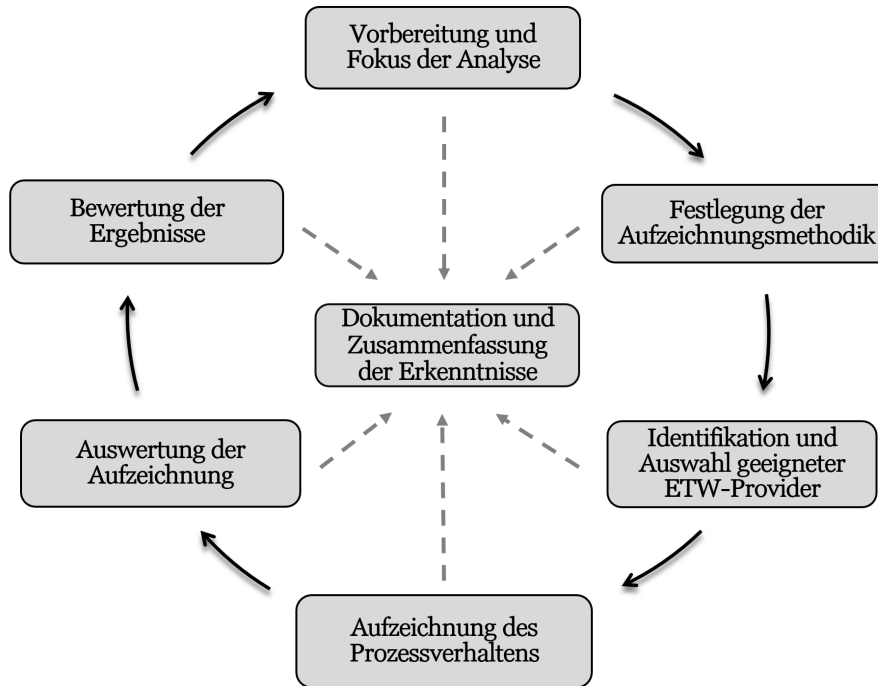 Vorbereitung und
Fokus der Analyse
Bewertung der
Ergebnisse
Festlegung der
Aufzeichnungsmethodik
Dokumentation und
Zusammenfassung
der Erkenntnisse
Auswertung der
Aufzeichnung
Identifikation und
Auswahl geeigneter
ETW-Provider
Aufzeichnung des
Prozessverhaltens